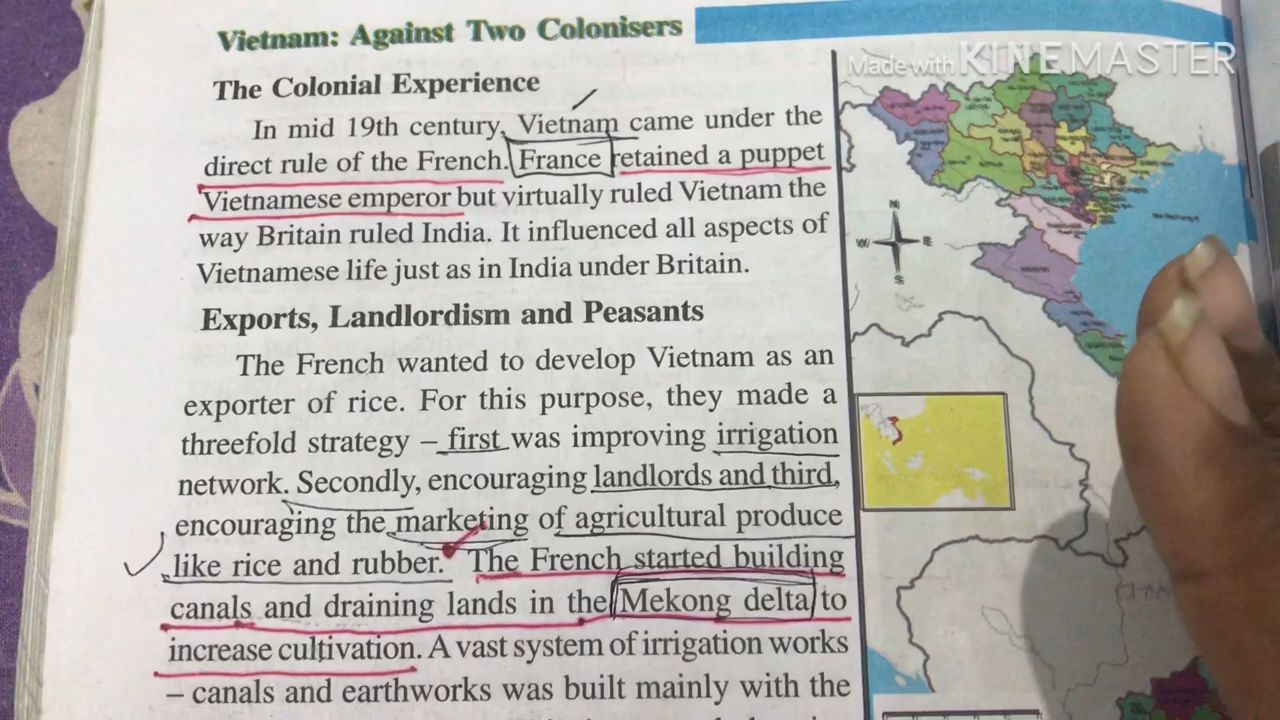 Vietnam: Against Two Colonisers
Made with KINEMASTER
The Colonial Experience
In mid 19th century, Vietnam came under the
direct rule of the French. France retained a puppet
Vietnamese emperor but virtually ruled Vietnam the
way Britain ruled India. It influenced all aspects of
Vietnamese life just as in India under Britain.
Exports, Landlordism and Peasants
The French wanted to develop Vietnam as an
exporter of rice. For this purpose, they made a
threefold strategy – first was improving irrigation
network. Secondly, encouraging landlords and third,
encouraging the marketing of agricultural produce
like rice and rubber. The French started building
canals and draining lands in the Mekong delta to
increase cultivation. A vast system of irrigation works
– canals and earthworks was built mainly with the
N
W E
S